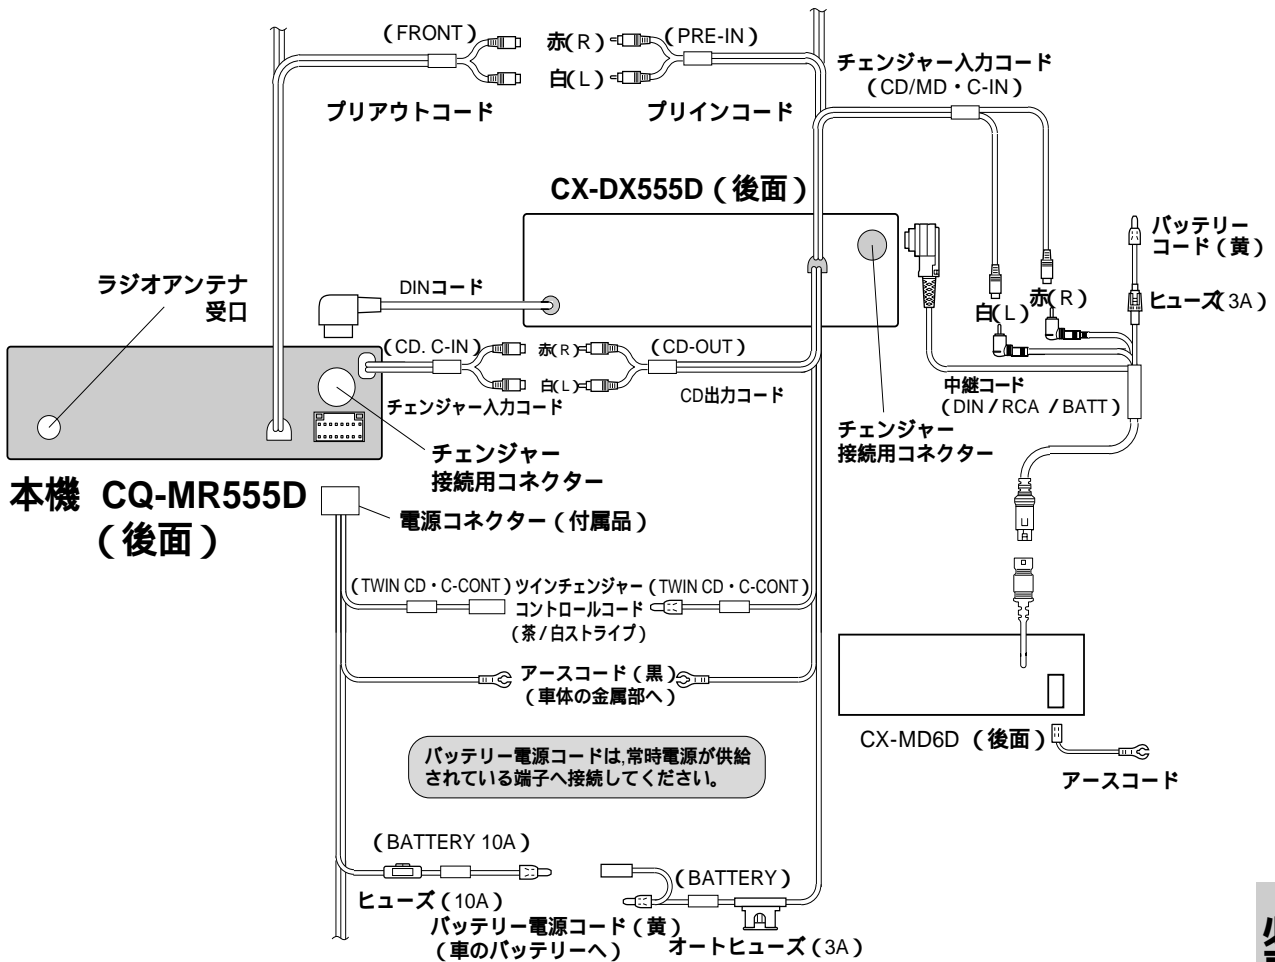 (FRONT)
赤(R)
(PRE-IN)
白(L)
プリアウトコード
プリインコード
チェンジャー入力コード
(CD/MD・C-IN)
CX-DX555D(後面)
バッテリー
コード(黄)
ラジオアンテナ
受口
DINコード
白(L)
赤(R)
ヒューズ(3A)
(CD. C-IN)
赤(R)
(CD-OUT)
白(L)
チェンジャー入力コード
CD出力コード
中継コード
(DIN/RCA/BATT)
チェンジャー
接続用コネクター
チェンジャー
接続用コネクター
本機 CQ-MR555D
(後面)
電源コネクター(付属品)
(TWIN CD・C-CONT)
ツインチェンジャー
コントロールコード
(茶/白ストライプ)
(TWIN CD・C-CONT)
アースコード(黒)
(車体の金属部へ)
CX-MD6D (後面)
アースコード
バッテリー電源コードは,常時電源が供給
されている端子へ接続してください。
(BATTERY 10A)
ヒューズ(10A)
(BATTERY)
バッテリー電源コード(黄)
(車のバッテリーへ)
オートヒューズ(3A)